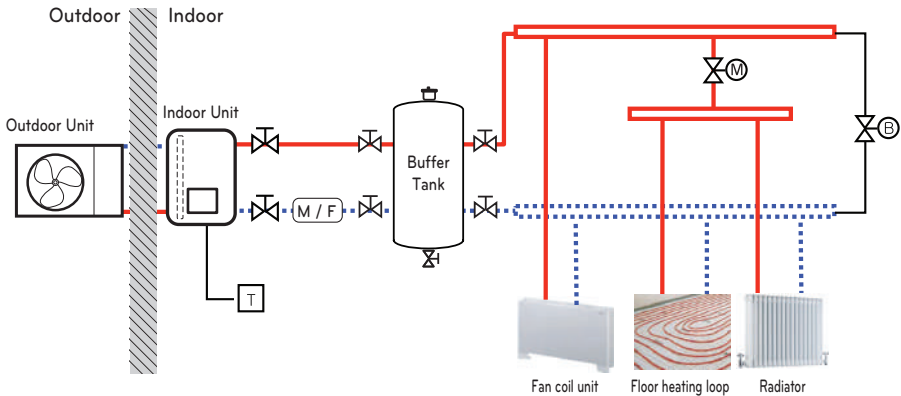 Outdoor
Indoor
Outdoor Unit
Indoor Unit
M / F
T
Buffer
Tank
M
B
Fan coil unit
Floor heating loop
Radiator